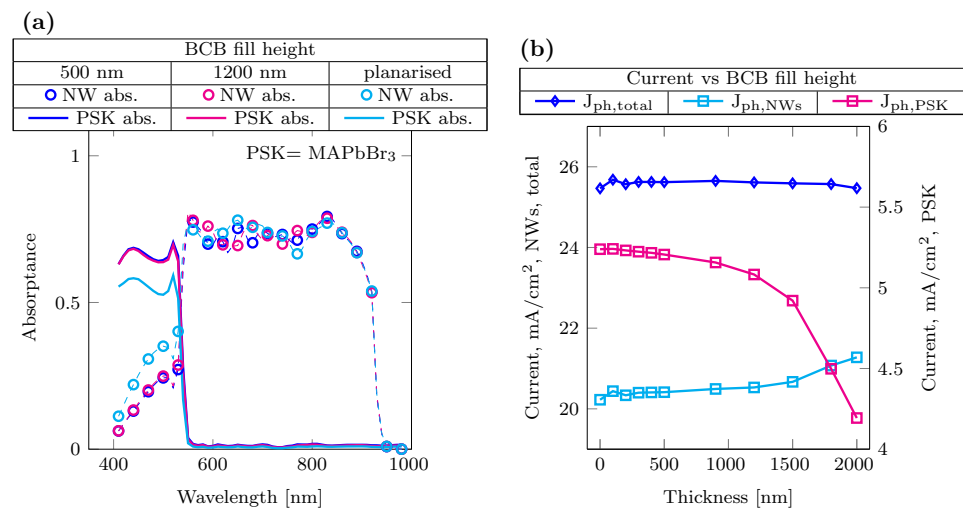 (a)
BCB fill height
500 nm 1200 nm planarised
NW abs. NW abs. NW abs.
PSK abs. PSK abs. PSK abs.
PSK= MAPbBr₃
1
0.5
0
Absorptance
400 600 800 1000
Wavelength [nm]
(b)
Current vs BCB fill height
J_ph,total J_ph,NWs J_ph,PSK
26
24
22
20
Current, mA/cm², NWs, total
6
5.5
5
4.5
4
Current, mA/cm², PSK
0 500 1000 1500 2000
Thickness [nm]